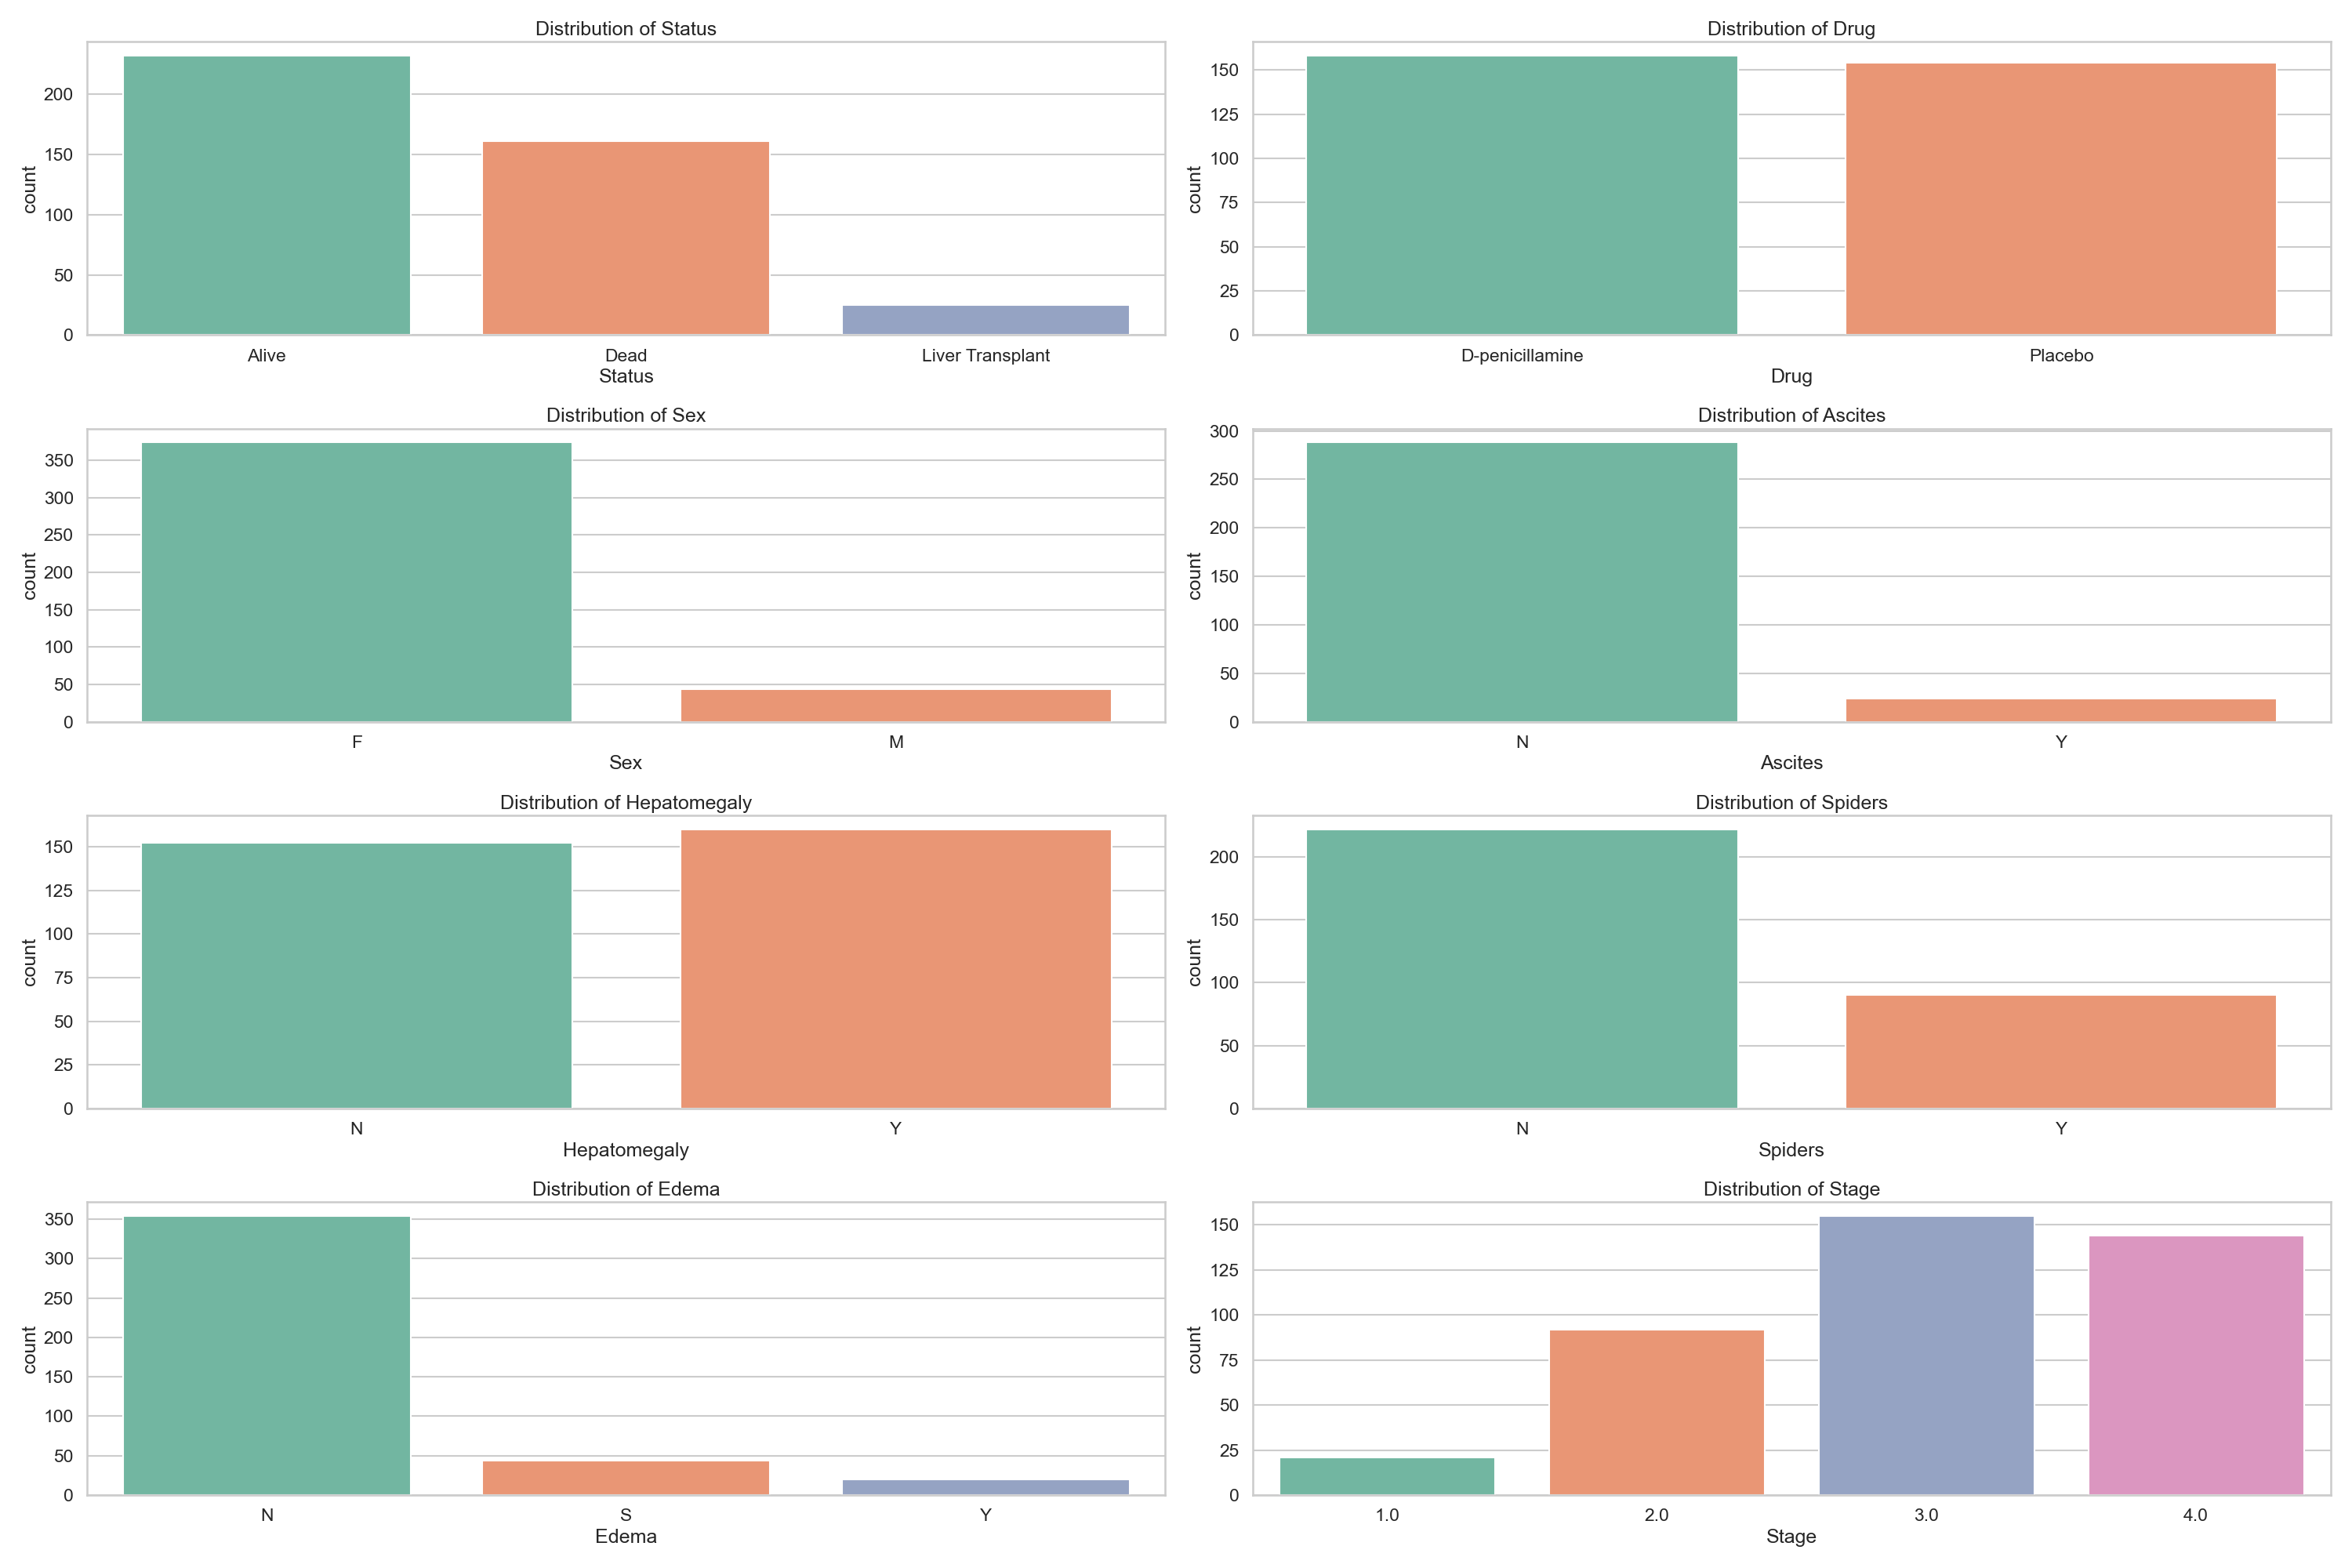 Distribution of Status
200
150
100
50
0
count
Alive
Dead
Liver Transplant
Status
Distribution of Drug
150
125
100
75
50
25
0
count
D-penicillamine
Placebo
Drug
Distribution of Sex
350
300
250
200
150
100
50
0
count
F
M
Sex
Distribution of Ascites
300
250
200
150
100
50
0
count
N
Y
Ascites
Distribution of Hepatomegaly
150
125
100
75
50
25
0
count
N
Y
Hepatomegaly
Distribution of Spiders
200
150
100
50
0
count
N
Y
Spiders
Distribution of Edema
350
300
250
200
150
100
50
0
count
N
S
Y
Edema
Distribution of Stage
150
125
100
75
50
25
0
count
1.0
2.0
3.0
4.0
Stage